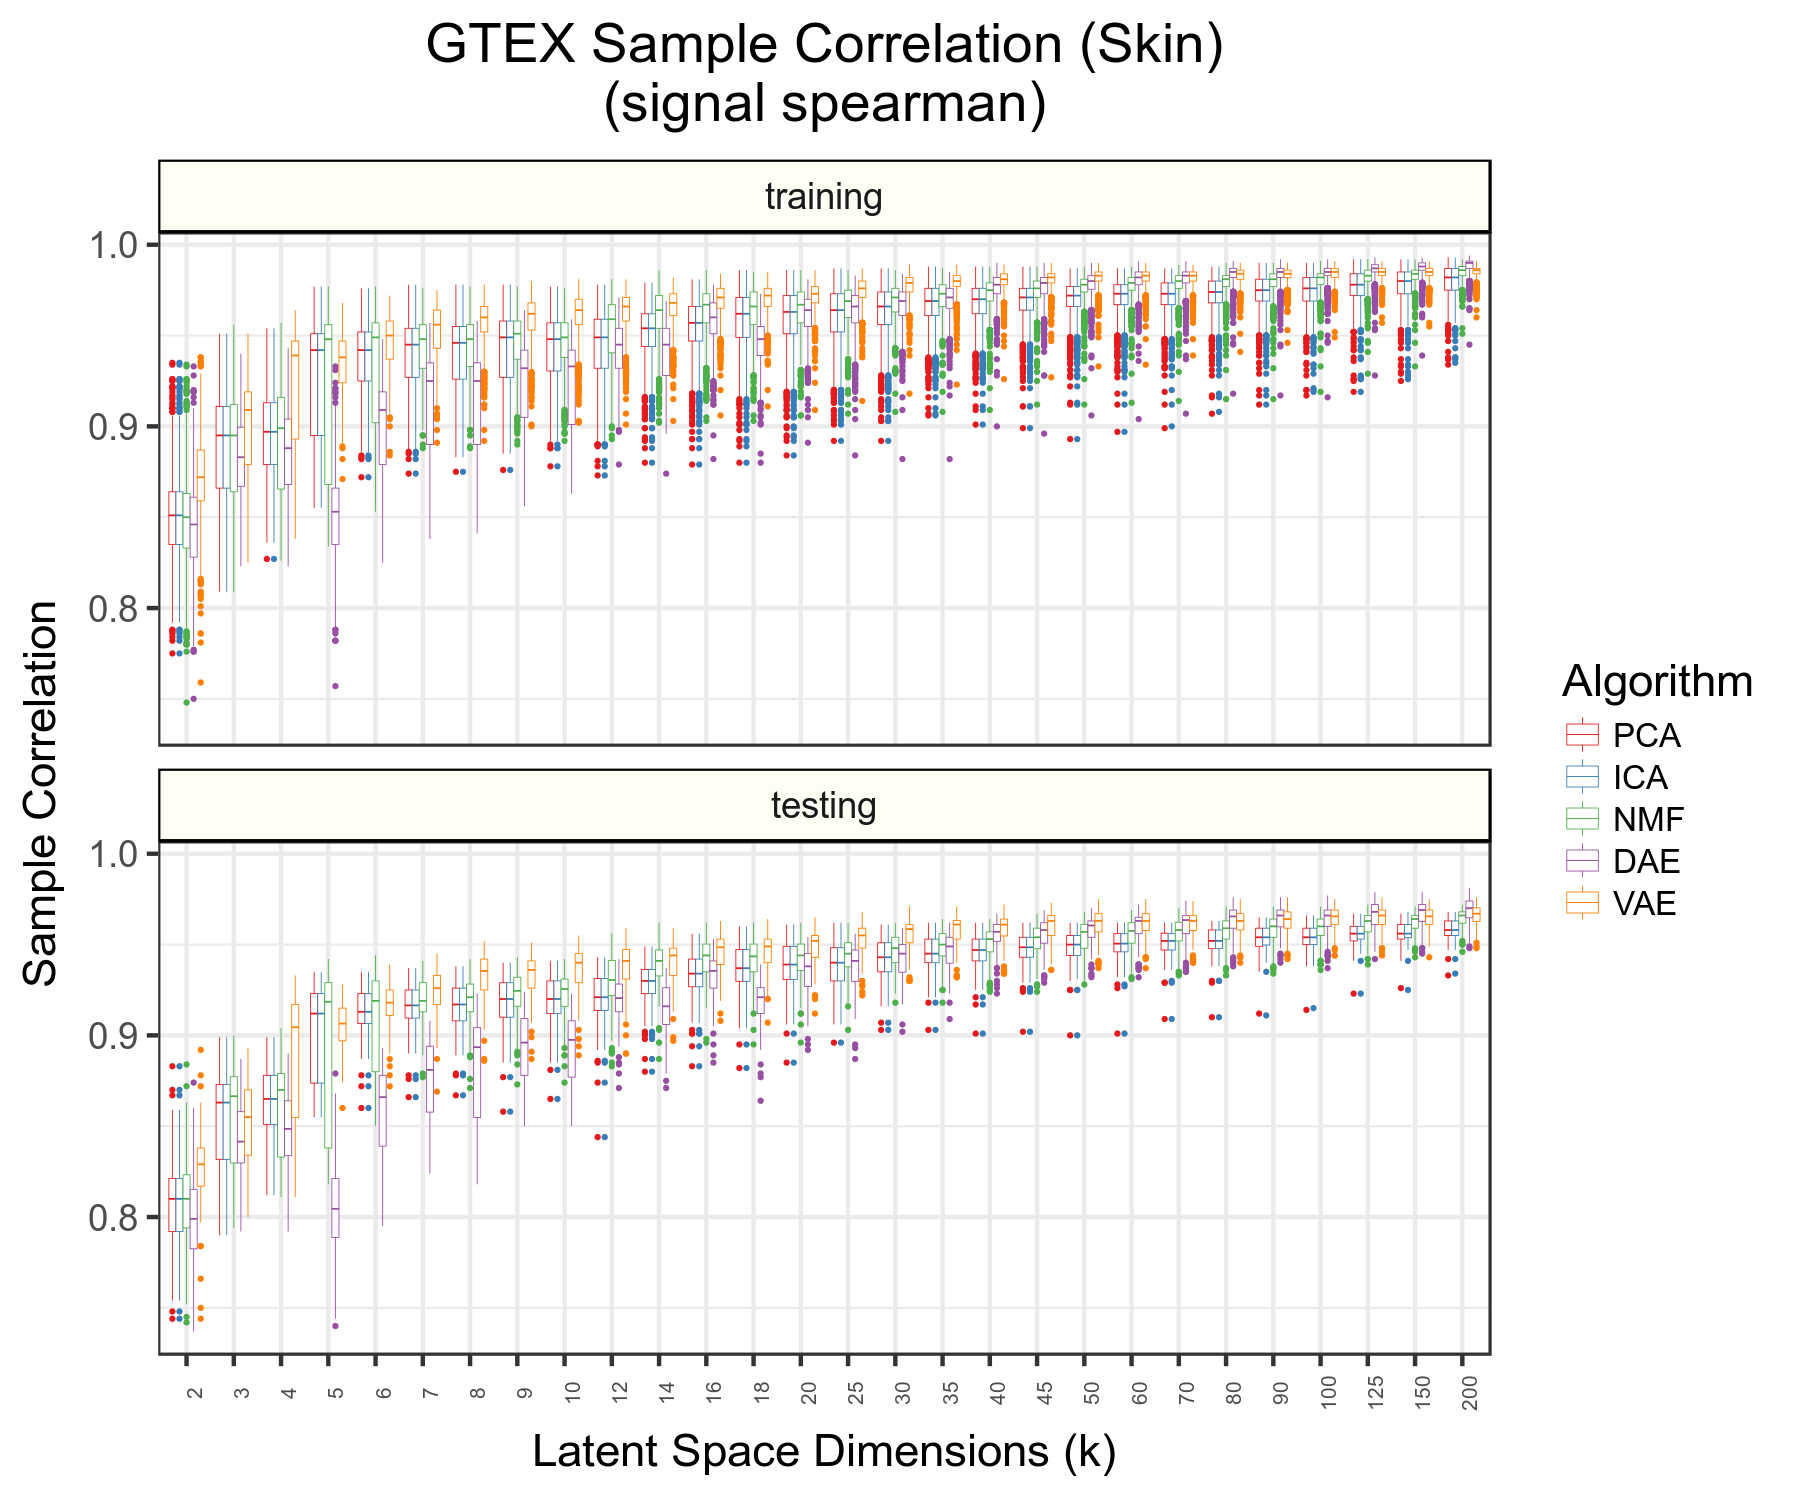 GTEX Sample Correlation (Skin)
(signal spearman)
training
1.0
0.9
0.8
testing
1.0
0.9
0.8
Sample Correlation
2 3 4 5 6 7 8 9 10 12 14 16 18 20 25 30 35 40 45 50 60 70 80 90 100 125 150 200
Latent Space Dimensions (k)
Algorithm
PCA
ICA
NMF
DAE
VAE